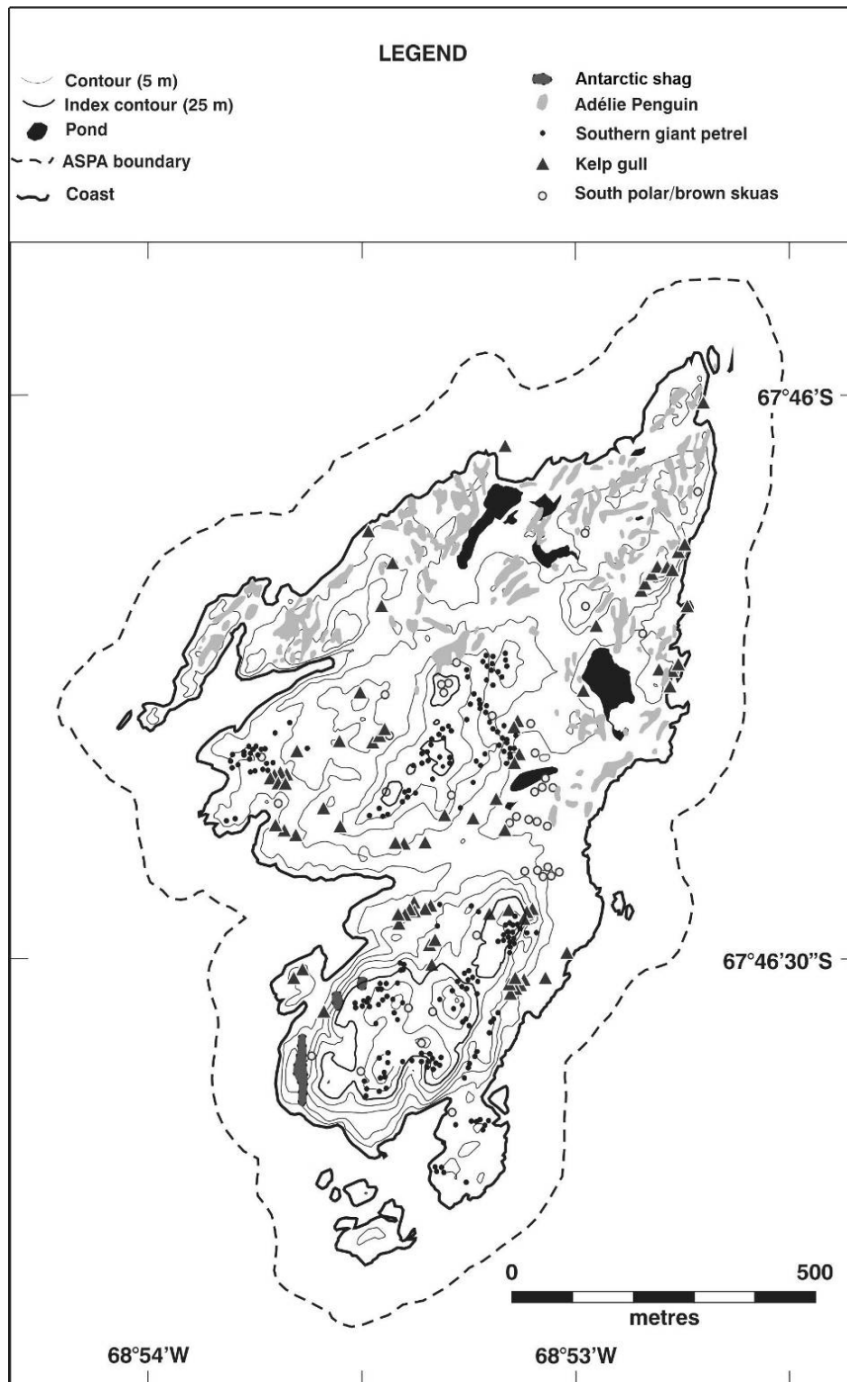 LEGEND
Contour (5 m)
Index contour (25 m)
Pond
ASPA boundary
Coast
Antarctic shag
Adélie Penguin
Southern giant petrel
Kelp gull
South polar/brown skuas
67°46'S
67°46'30"S
0 500
metres
68°54'W 68°53'W